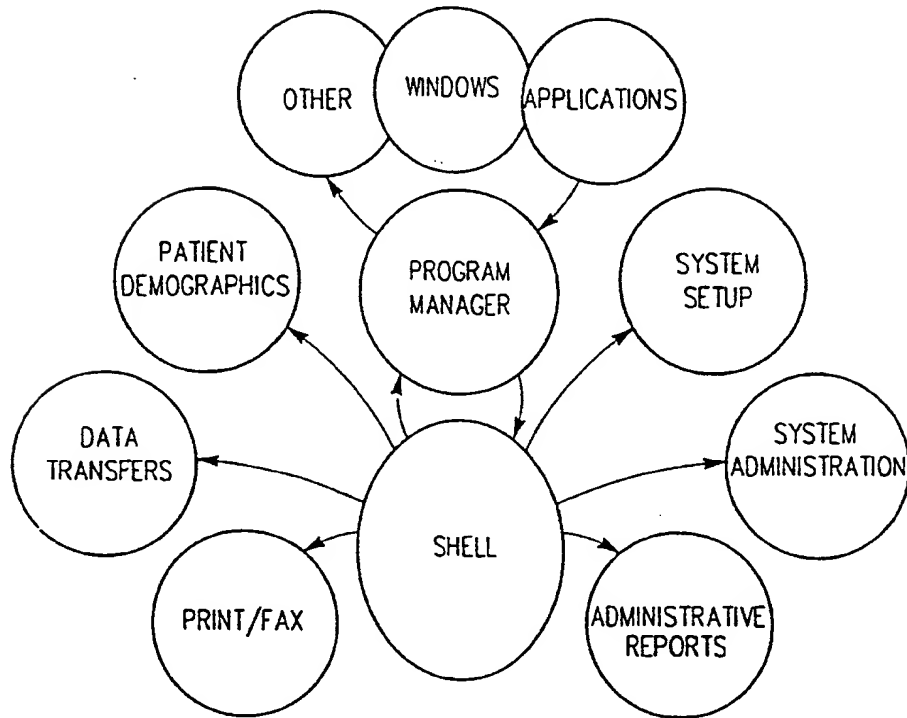 OTHER
WINDOWS
APPLICATIONS
PATIENT
DEMOGRAPHICS
PROGRAM
MANAGER
SYSTEM
SETUP
DATA
TRANSFERS
SYSTEM
ADMINISTRATION
SHELL
PRINT/FAX
ADMINISTRATIVE
REPORTS